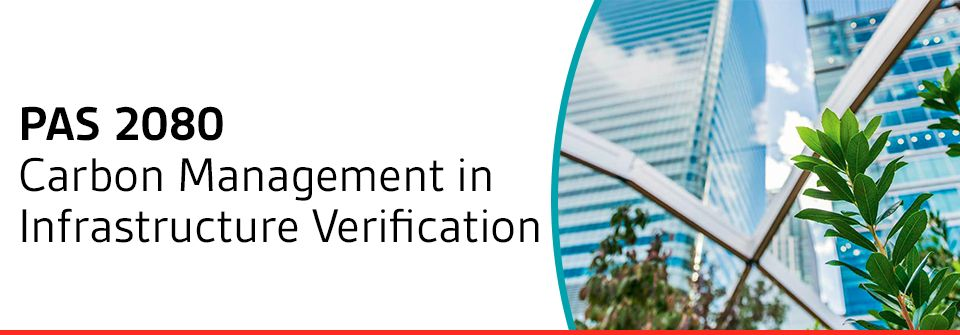 PAS 2080
Carbon Management in
Infrastructure Verification